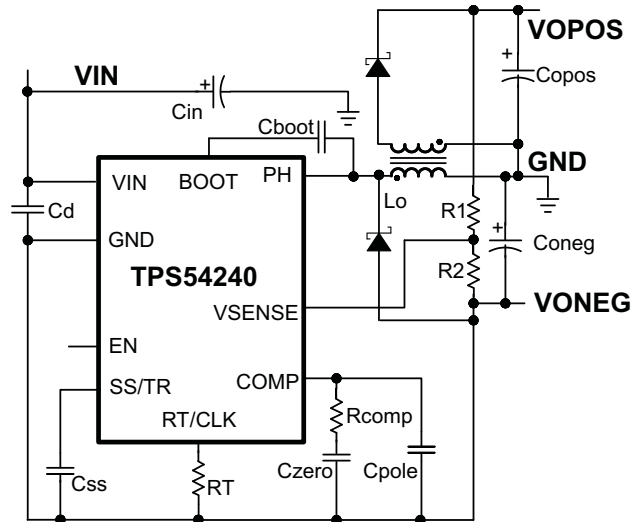 VOPOS
VIN
+
Copos
+
Cin
Cboot
GND
VIN
BOOT
PH
Lo
Cd
R1
+
GND
Coneg
TPS54240
R2
VSENSE
VONEG
EN
SS/TR
COMP
RT/CLK
Rcomp
Css
RT
Czero
Cpole